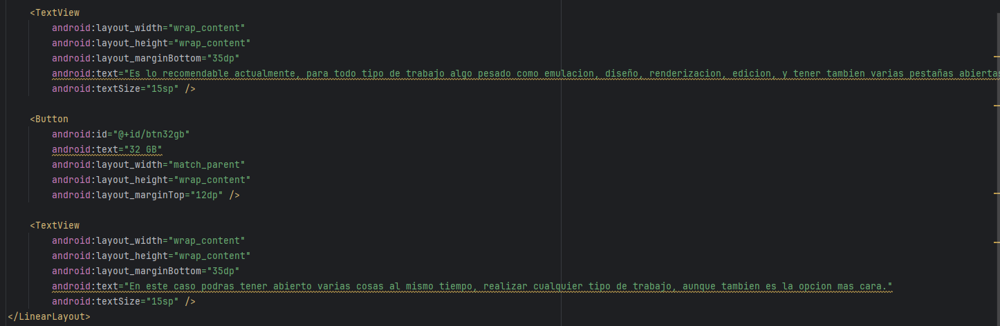 <TextView
android:layout_width="wrap_content"
android:layout_height="wrap_content"
android:layout_marginBottom="35dp"
android:text="Es lo recomendable actualmente, para todo tipo de trabajo algo pesado como emulacion, diseño, renderizacion, edicion, y tener tambien varias pestañas abiertas
android:textSize="15sp" />
<Button
android:id="@+id/btn32gb"
android:text="32 GB"
android:layout_width="match_parent"
android:layout_height="wrap_content"
android:layout_marginTop="12dp" />
<TextView
android:layout_width="wrap_content"
android:layout_height="wrap_content"
android:layout_marginBottom="35dp"
android:text="En este caso podras tener abierto varias cosas al mismo tiempo, realizar cualquier tipo de trabajo, aunque tambien es la opcion mas cara."
android:textSize="15sp" />
</LinearLayout>